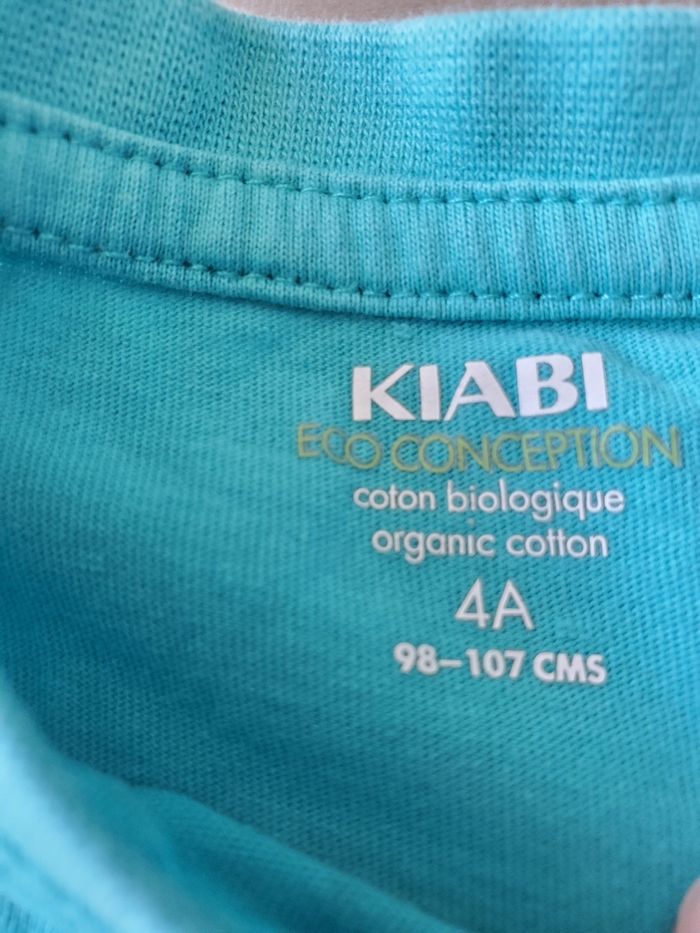 KIABI
ECO CONCEPTION
coton biologique
organic cotton
4A
98–107 CMS